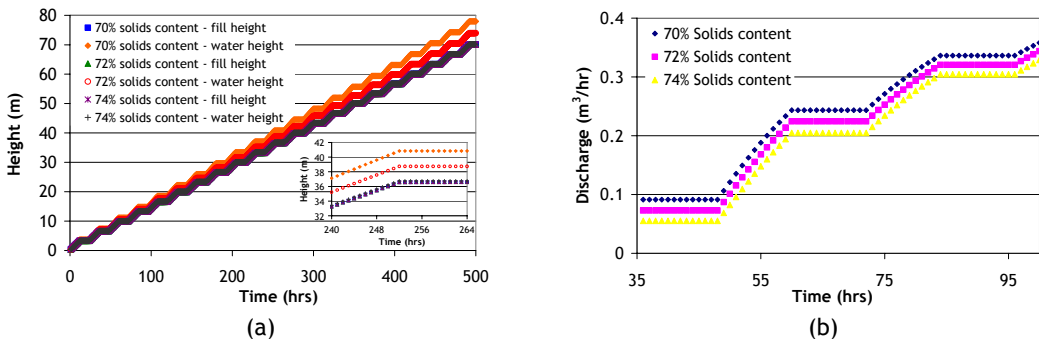 80
70
60
50
40
30
20
10
0
Height (m)
70% solids content - fill height
70% solids content - water height
72% solids content - fill height
72% solids content - water height
74% solids content - fill height
74% solids content - water height
42
40
38
36
34
32
Height (m)
240 248 256 264
Time (hrs)
0 100 200 300 400 500
Time (hrs)
(a)
0.4
0.3
0.2
0.1
0
Discharge (m³/hr)
70% Solids content
72% Solids content
74% Solids content
35 55 75 95
Time (hrs)
(b)